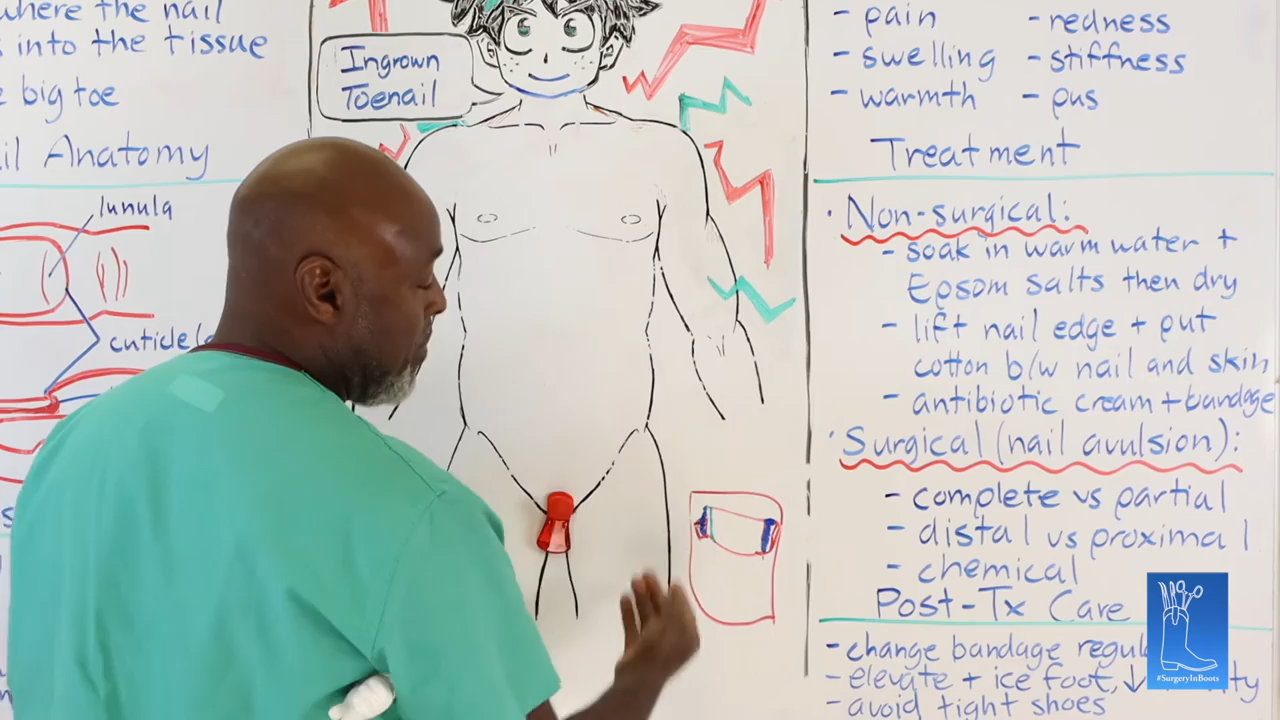 where the nail
into the tissue
big toe
Anatomy
lunula
cuticle
Ingrown
Toenail
- pain - redness
- swelling - stiffness
- warmth - pus
Treatment
· Non-surgical:
- soak in warm water +
Epsom salts then dry
- lift nail edge + put
cotton b/w nail and skin
- antibiotic cream + bandage
· Surgical (nail avulsion):
- complete vs partial
- distal vs proximal
- chemical
Post-Tx Care
- change bandage
- elevate + ice foot, ↓
- avoid tight shoes
#SurgeryInBoots